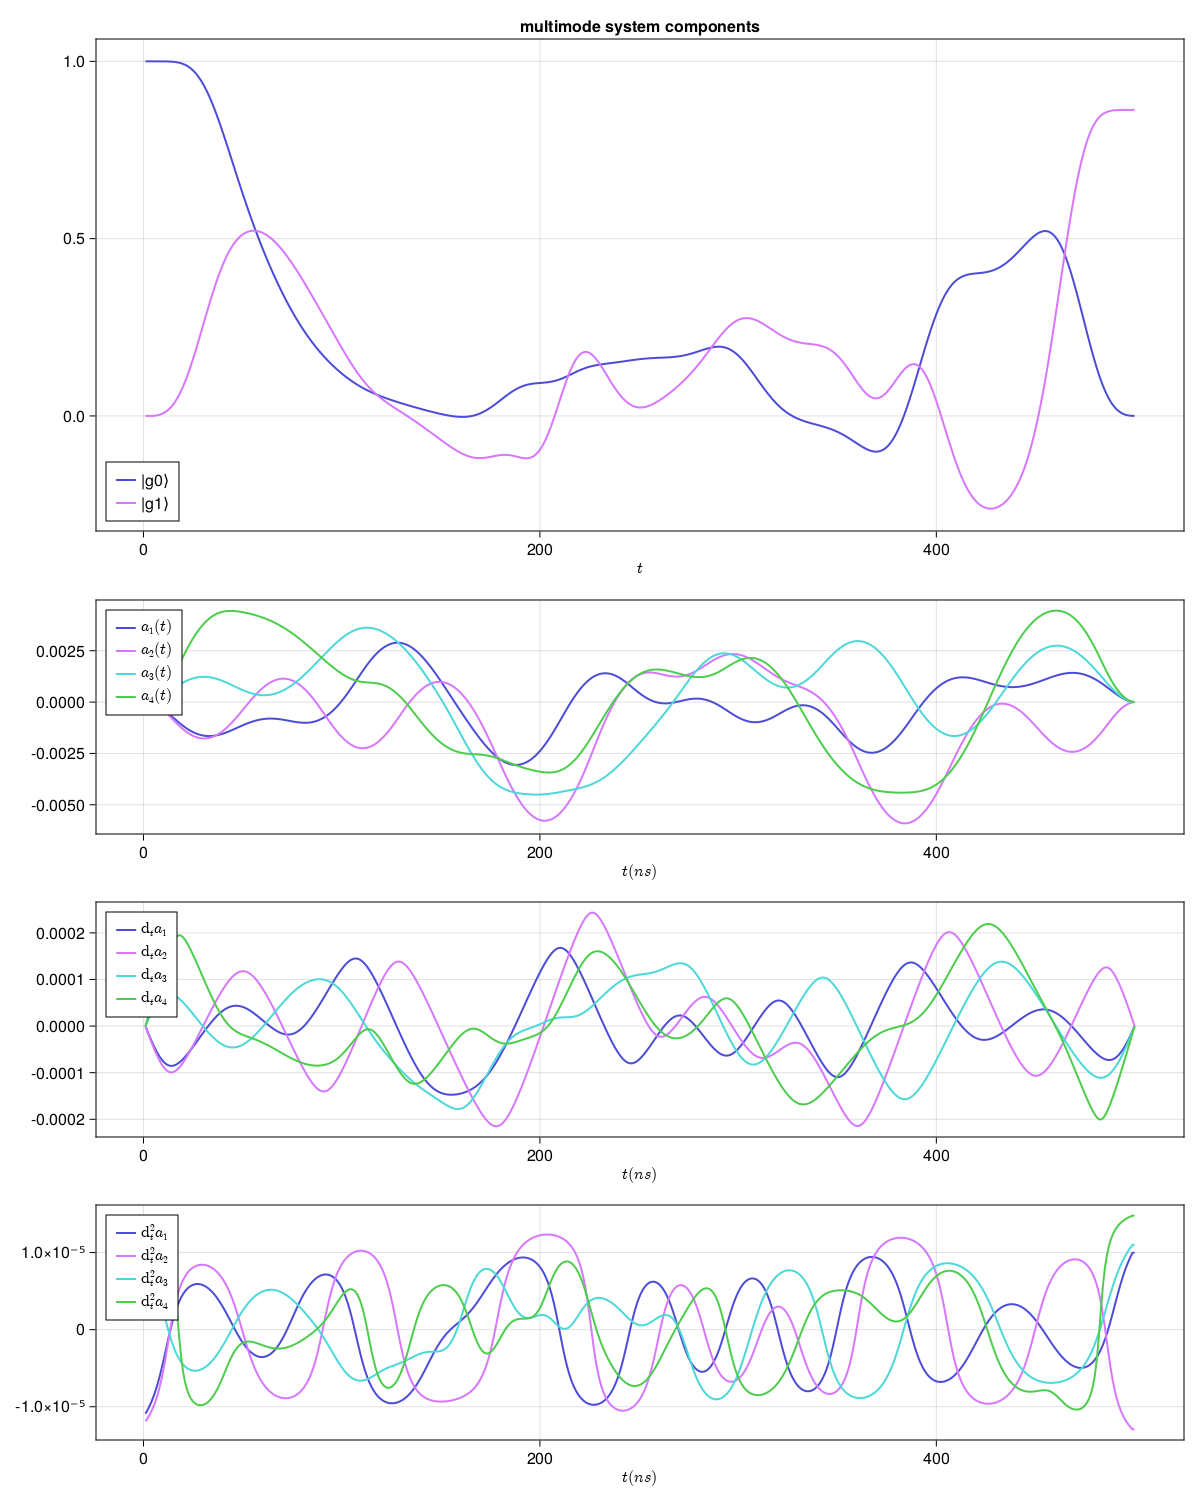 multimode system components
1.0
0.5
0.0
|g0⟩
|g1⟩
0 200 400
t
a₁(t)
a₂(t)
a₃(t)
a₄(t)
0.0025
0.0000
-0.0025
-0.0050
0 200 400
t(ns)
dₜa₁
dₜa₂
dₜa₃
dₜa₄
0.0002
0.0001
0.0000
-0.0001
-0.0002
0 200 400
t(ns)
d²ₜa₁
d²ₜa₂
d²ₜa₃
d²ₜa₄
1.0×10⁻⁵
0
-1.0×10⁻⁵
0 200 400
t(ns)